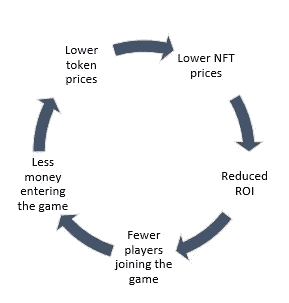 Lower
token
prices
Lower NFT
prices
Reduced
ROI
Fewer
players
joining the
game
Less
money
entering
the game